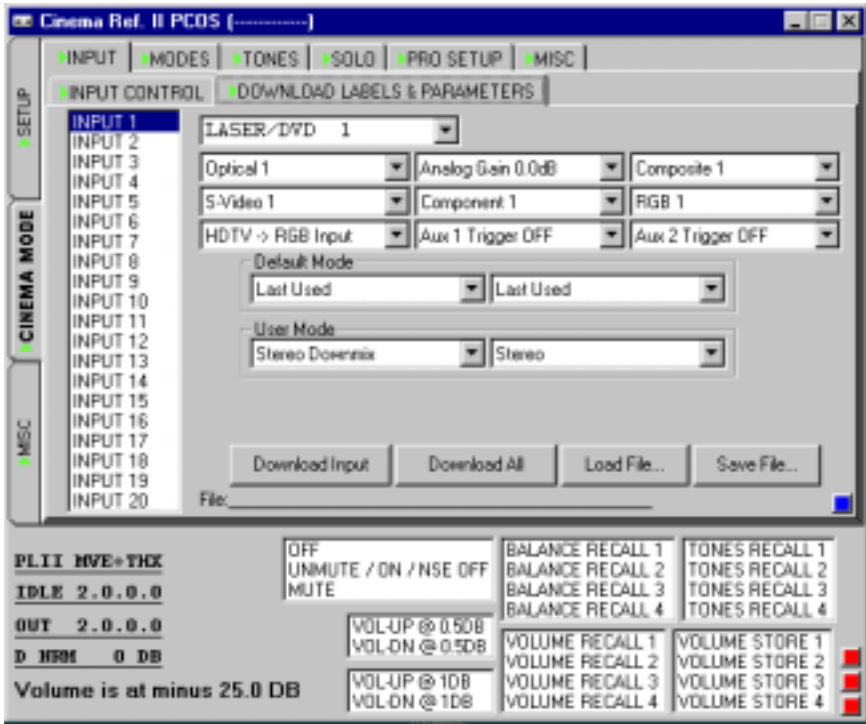 Cinema Ref. II PCOS (------------)
INPUT MODES TONES SOLO PRO SETUP MISC
INPUT CONTROL DOWNLOAD LABELS & PARAMETERS
SETUP
CINEMA MODE
MISC
INPUT 1
INPUT 2
INPUT 3
INPUT 4
INPUT 5
INPUT 6
INPUT 7
INPUT 8
INPUT 9
INPUT 10
INPUT 11
INPUT 12
INPUT 13
INPUT 14
INPUT 15
INPUT 16
INPUT 17
INPUT 18
INPUT 19
INPUT 20
LASER/DVD 1
Optical 1 Analog Gain 0.0dB Composite 1
S-Video 1 Component 1 RGB 1
HDTV -> RGB Input Aux 1 Trigger OFF Aux 2 Trigger OFF
Default Mode
Last Used Last Used
User Mode
Stereo Downmix Stereo
Download Input Download All Load File... Save File...
File:
PLII MVE+THX
IDLE 2.0.0.0
OUT 2.0.0.0
D NRM 0 DB
Volume is at minus 25.0 DB
OFF
UNMUTE / ON / NSE OFF
MUTE
VOL-UP @ 0.5DB
VOL-DN @ 0.5DB
VOL-UP @ 1DB
VOL-DN @ 1DB
BALANCE RECALL 1
BALANCE RECALL 2
BALANCE RECALL 3
BALANCE RECALL 4
TONES RECALL 1
TONES RECALL 2
TONES RECALL 3
TONES RECALL 4
VOLUME RECALL 1
VOLUME RECALL 2
VOLUME RECALL 3
VOLUME RECALL 4
VOLUME STORE 1
VOLUME STORE 2
VOLUME STORE 3
VOLUME STORE 4